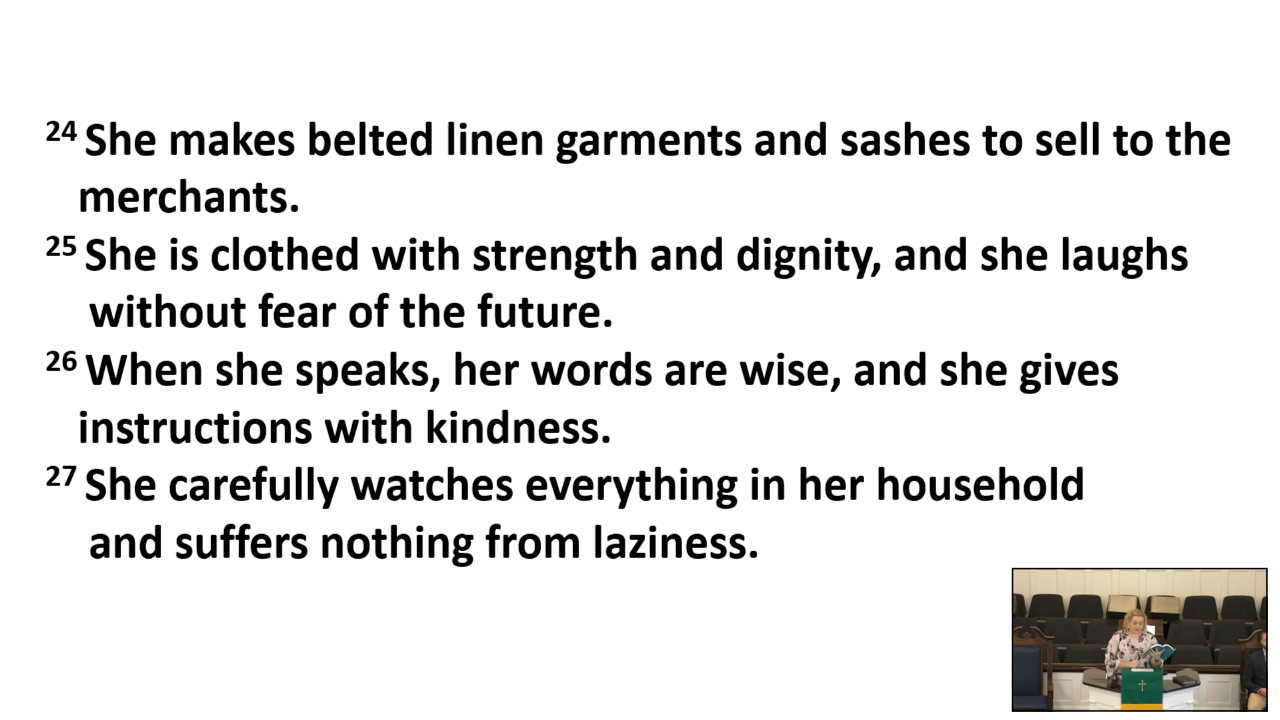 24 She makes belted linen garments and sashes to sell to the
merchants.
25 She is clothed with strength and dignity, and she laughs
without fear of the future.
26 When she speaks, her words are wise, and she gives
instructions with kindness.
27 She carefully watches everything in her household
and suffers nothing from laziness.